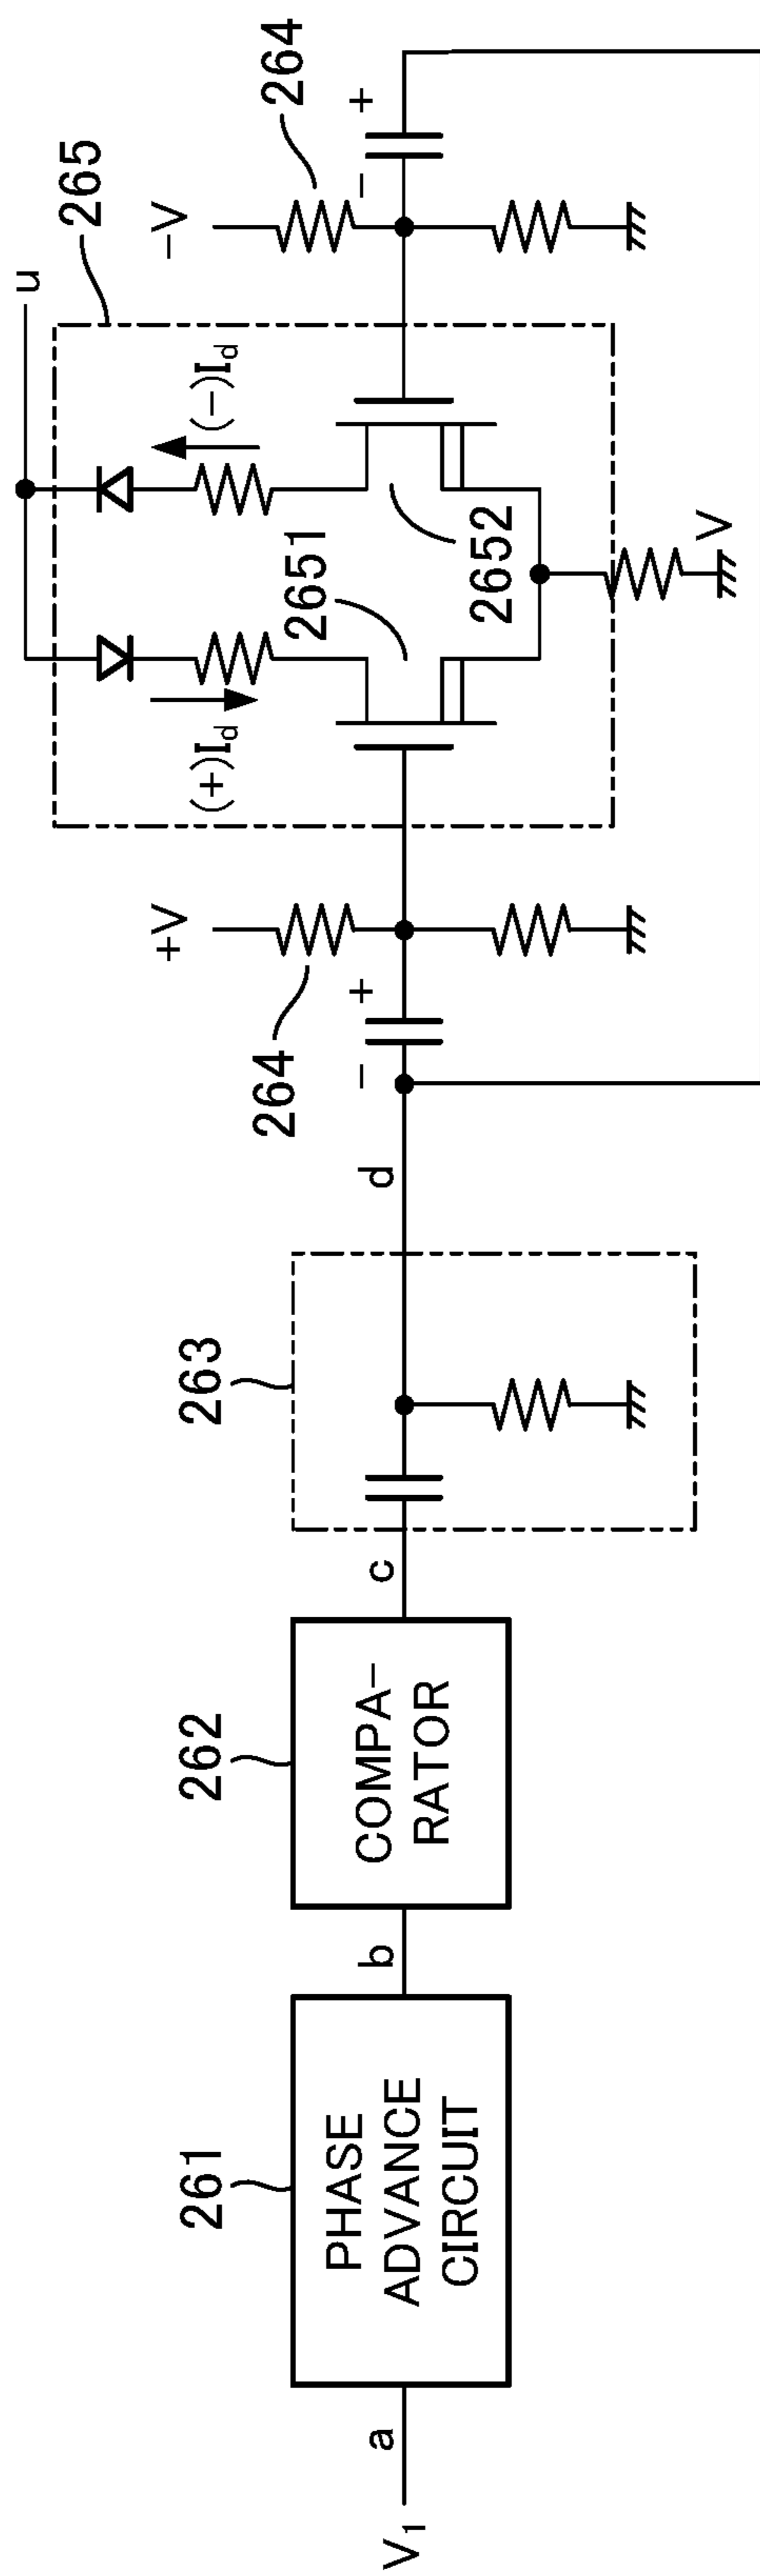 V1
a
261
PHASE
ADVANCE
CIRCUIT
b
262
COMPA-
RATOR
c
263
d
264
+V
-
+
265
u
(+)Id
(-)Id
2651
2652
V
264
-V
-
+